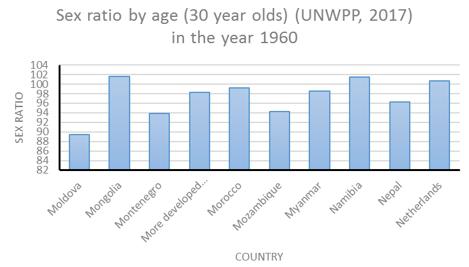 Sex ratio by age (30 year olds) (UNWPP, 2017)
in the year 1960
104
102
100
98
96
94
92
90
88
86
84
82
SEX RATIO
Moldova
Mongolia
Montenegro
More developed...
Morocco
Mozambique
Myanmar
Namibia
Nepal
Netherlands
COUNTRY